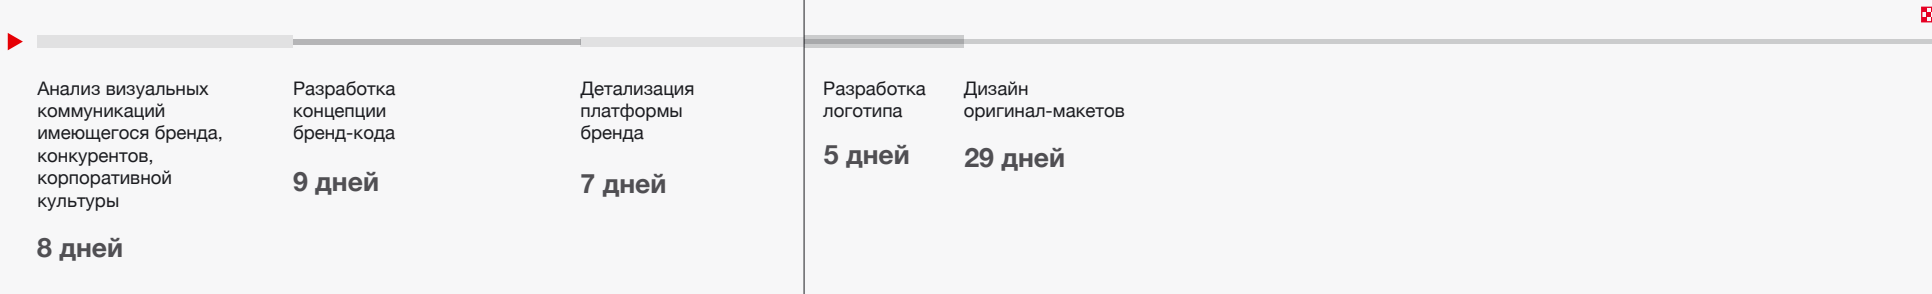 Анализ визуальных
коммуникаций
имеющегося бренда,
конкурентов,
корпоративной
культуры
8 дней
Разработка
концепции
бренд-кода
9 дней
Детализация
платформы
бренда
7 дней
Разработка
логотипа
5 дней
Дизайн
оригинал-макетов
29 дней